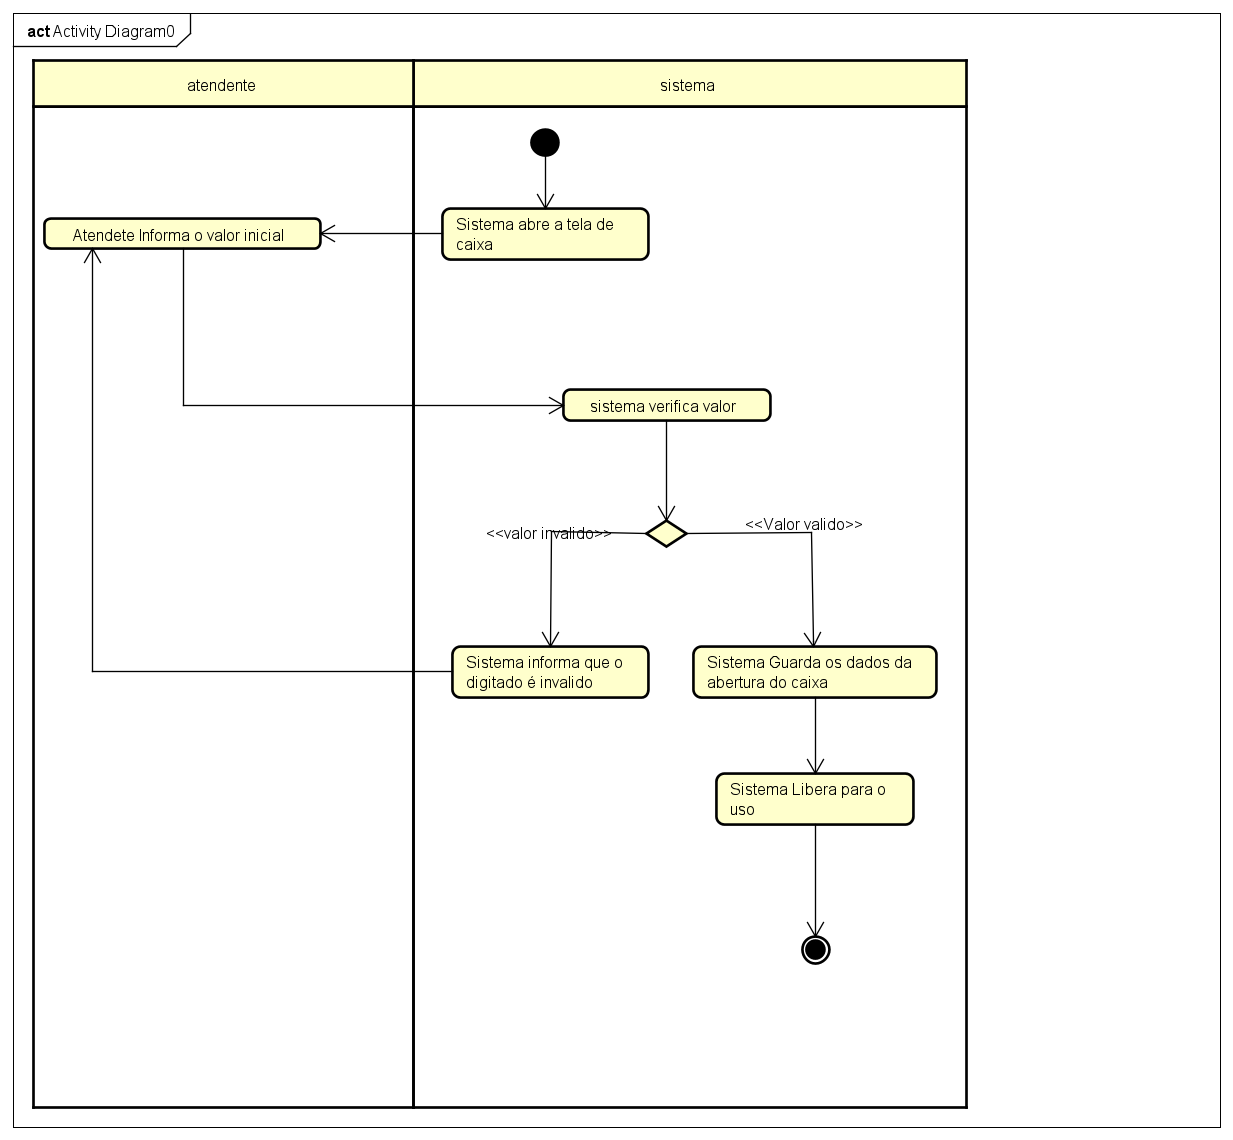 act Activity Diagram0
atendente
sistema
Sistema abre a tela de
caixa
Atendete Informa o valor inicial
sistema verifica valor
<<valor invalido>>
<<Valor valido>>
Sistema informa que o
digitado é invalido
Sistema Guarda os dados da
abertura do caixa
Sistema Libera para o
uso